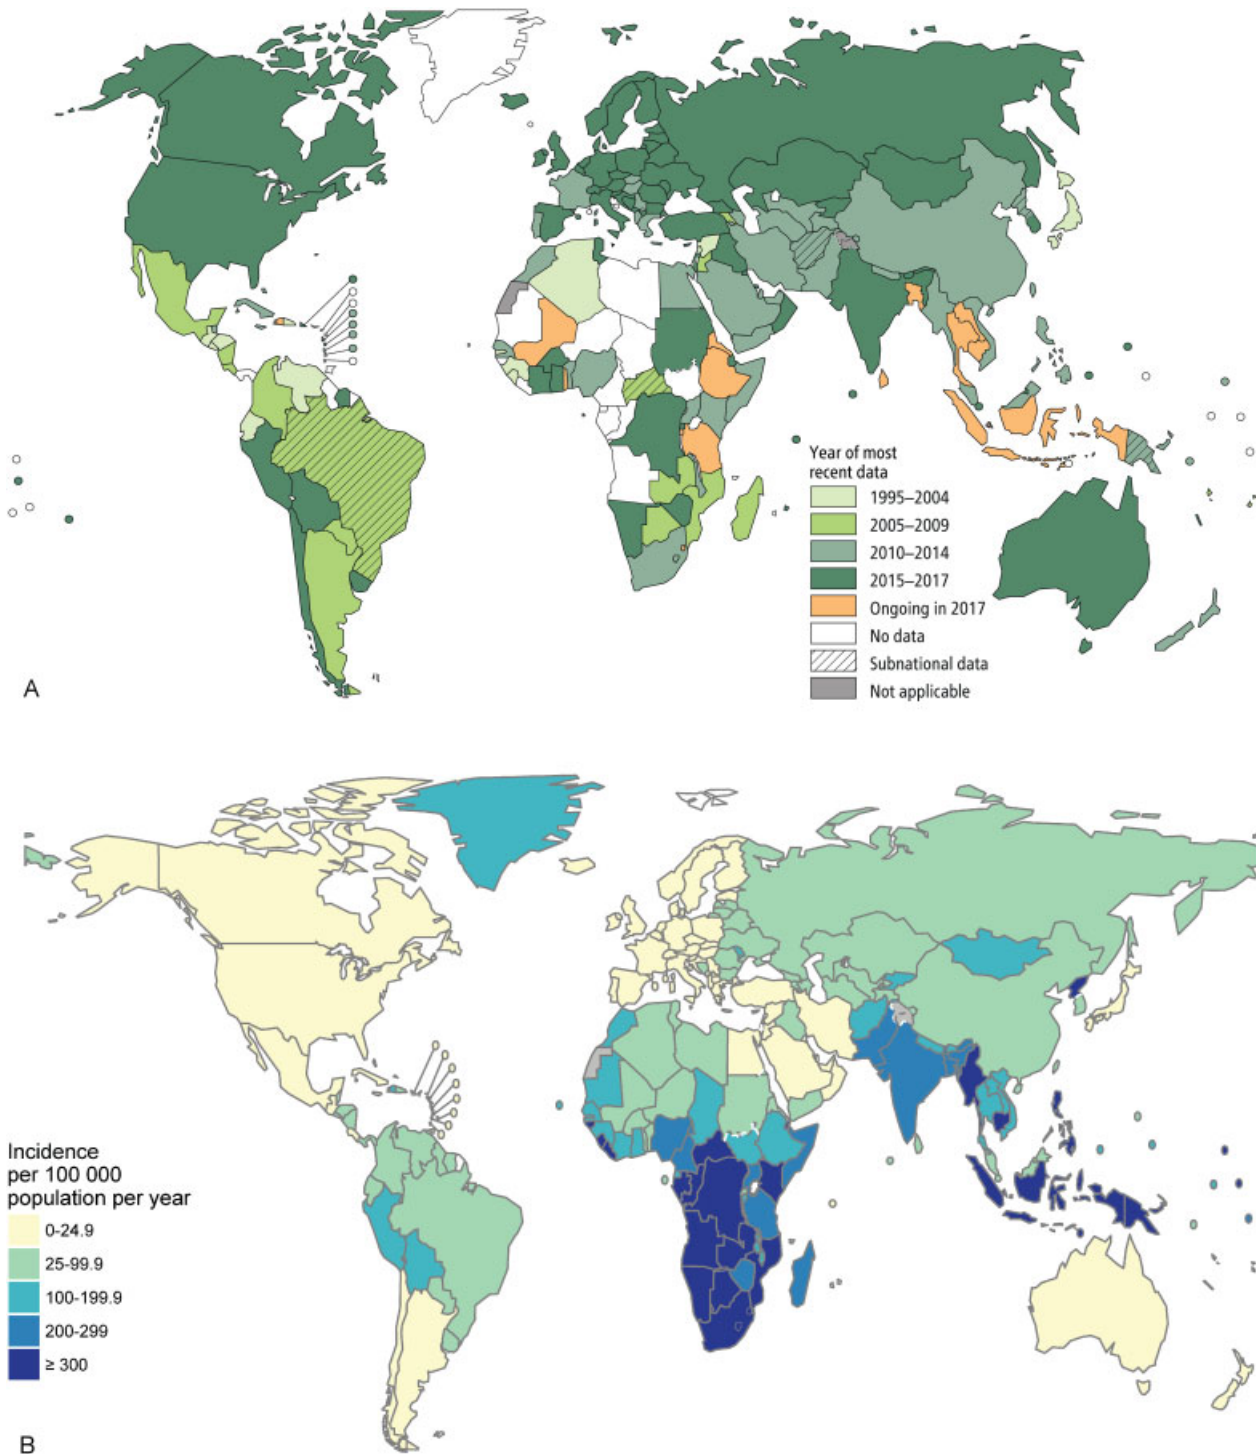 Year of most
recent data
1995–2004
2005–2009
2010–2014
2015–2017
Ongoing in 2017
No data
Subnational data
Not applicable
A
Incidence
per 100 000
population per year
0-24.9
25-99.9
100-199.9
200-299
≥ 300
B